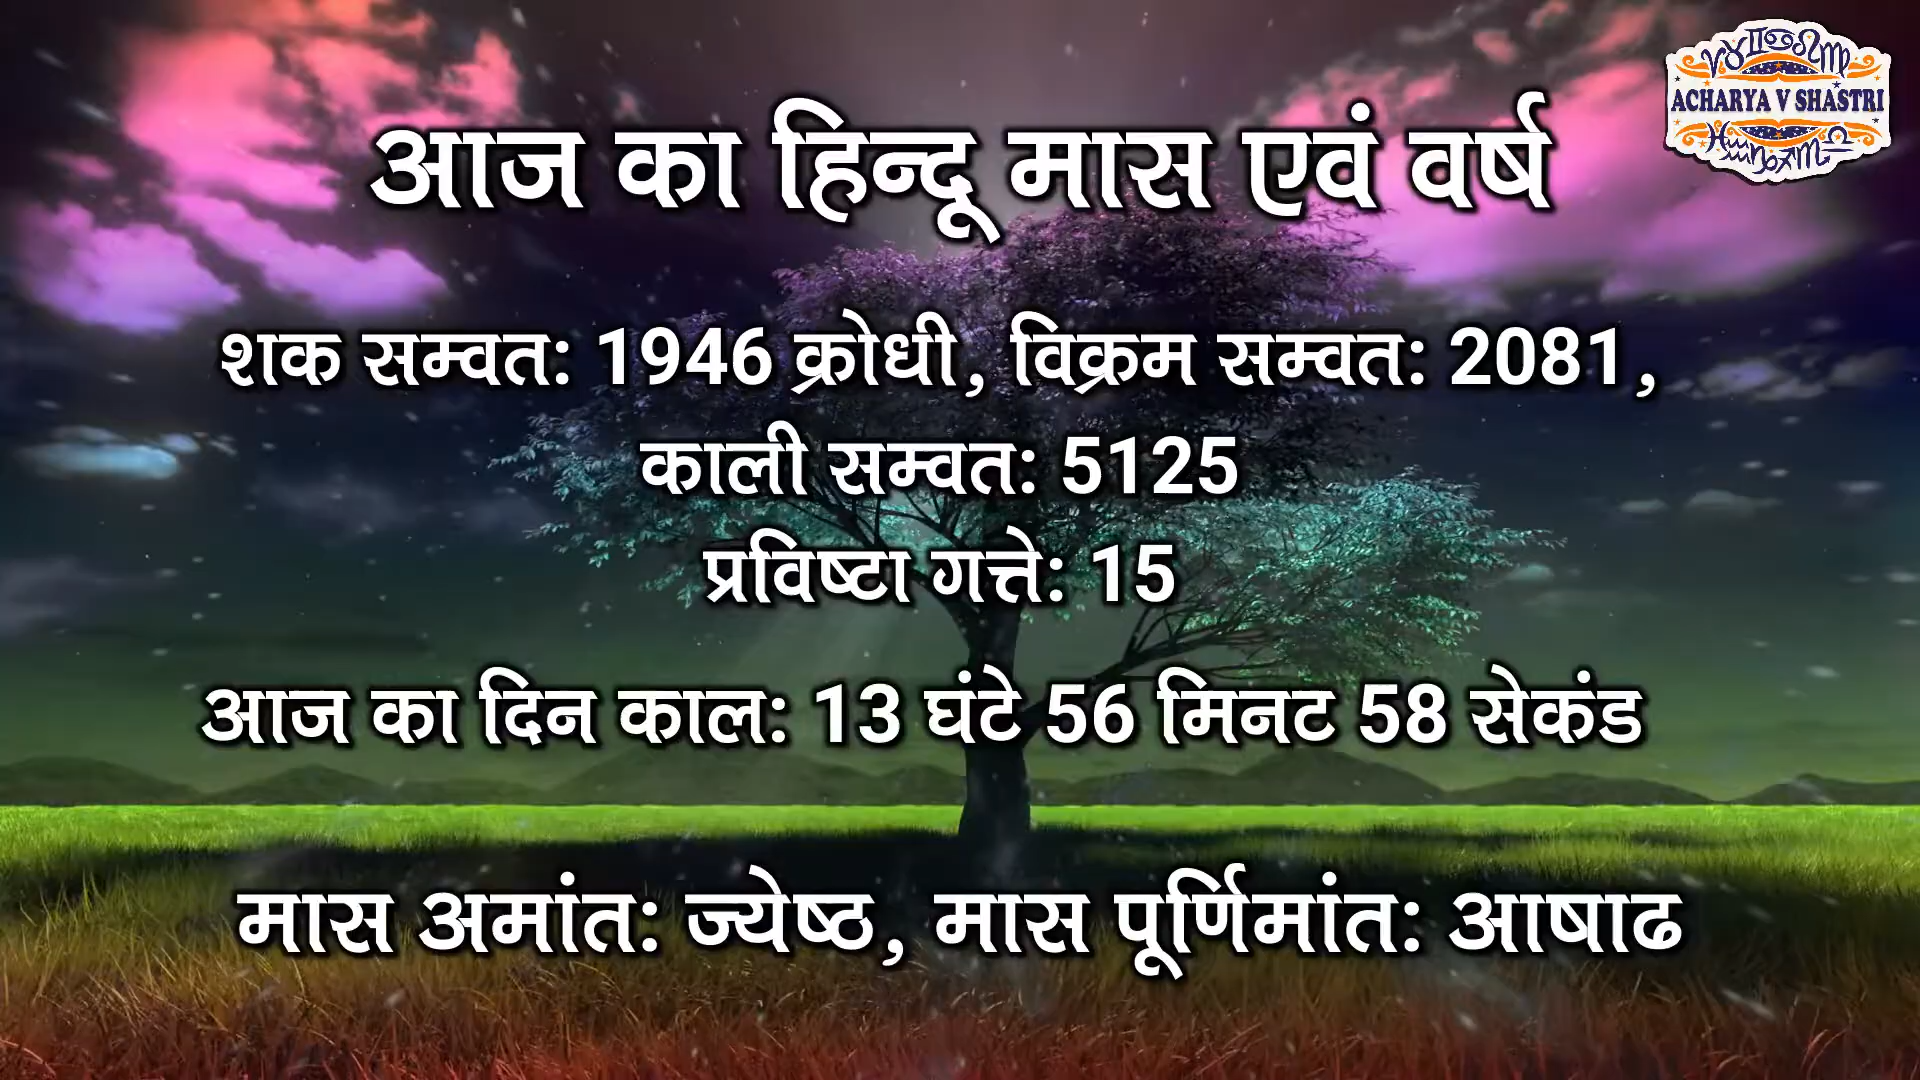 ACHARYA V SHASTRI
आज का हिन्दू मास एवं वर्ष
शक सम्वत: 1946 क्रोधी, विक्रम सम्वत: 2081,
काली सम्वत: 5125
प्रविष्टा गत्ते: 15
आज का दिन काल: 13 घंटे 56 मिनट 58 सेकंड
मास अमांत: ज्येष्ठ, मास पूर्णिमांत: आषाढ